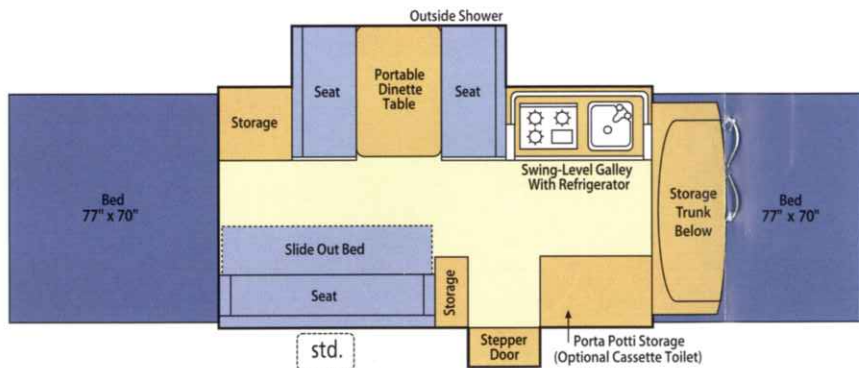 Outside Shower
Seat
Portable
Dinette
Table
Seat
Storage
Swing-Level Galley
With Refrigerator
Bed
77" x 70"
Storage
Trunk
Below
Bed
77" x 70"
Slide Out Bed
Seat
Storage
std.
Stepper
Door
Porta Potti Storage
(Optional Cassette Toilet)